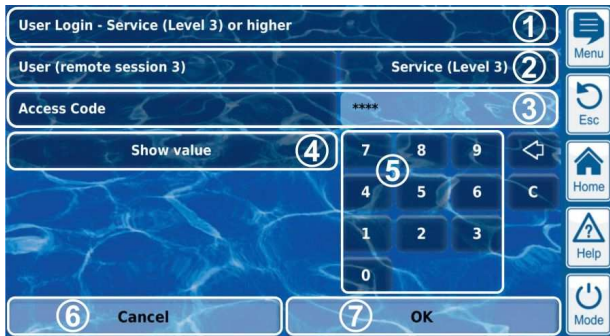 User Login - Service (Level 3) or higher 1
Menu
User (remote session 3) Service (Level 3) 2
Access Code **** 3
Esc
Show value 4
7 8 9
5
4 5 6 C
Home
1 2 3
Help
0
6 Cancel 7 OK
Mode